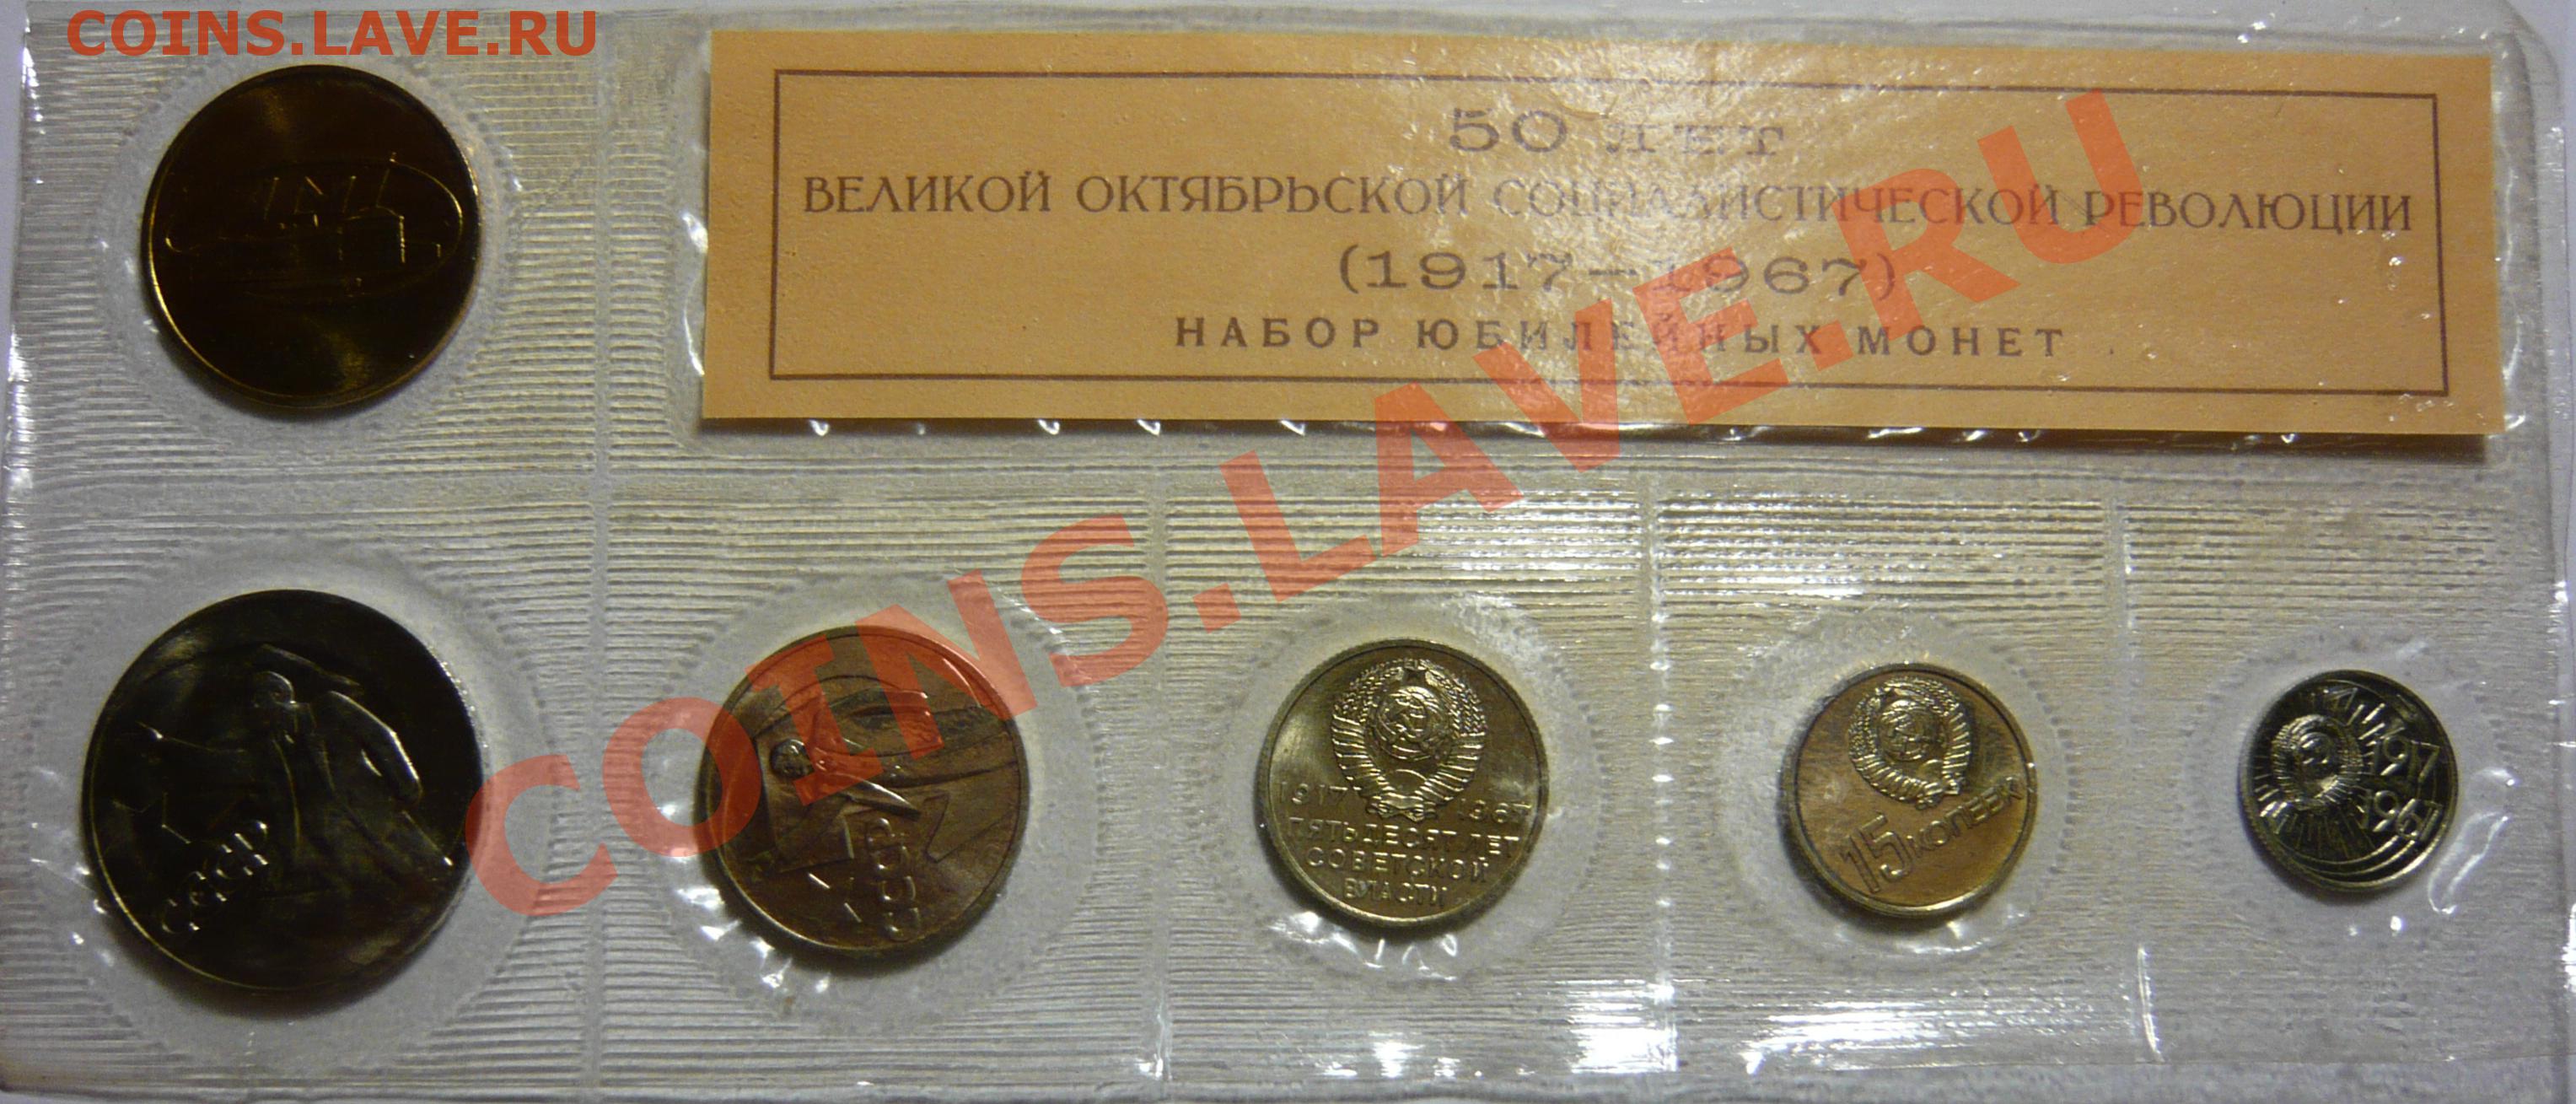 COINS.LAVE.RU
50 ЛЕТ
ВЕЛИКОЙ ОКТЯБРЬСКОЙ СОЦИАЛИСТИЧЕСКОЙ РЕВОЛЮЦИИ
(1917—1967)
НАБОР ЮБИЛЕЙНЫХ МОНЕТ
COINS.LAVE.RU
СССР
СССР
1917 1967
ПЯТЬДЕСЯТ ЛЕТ
СОВЕТСКОЙ
ВЛАСТИ
15 КОПЕЕК
1917
1967